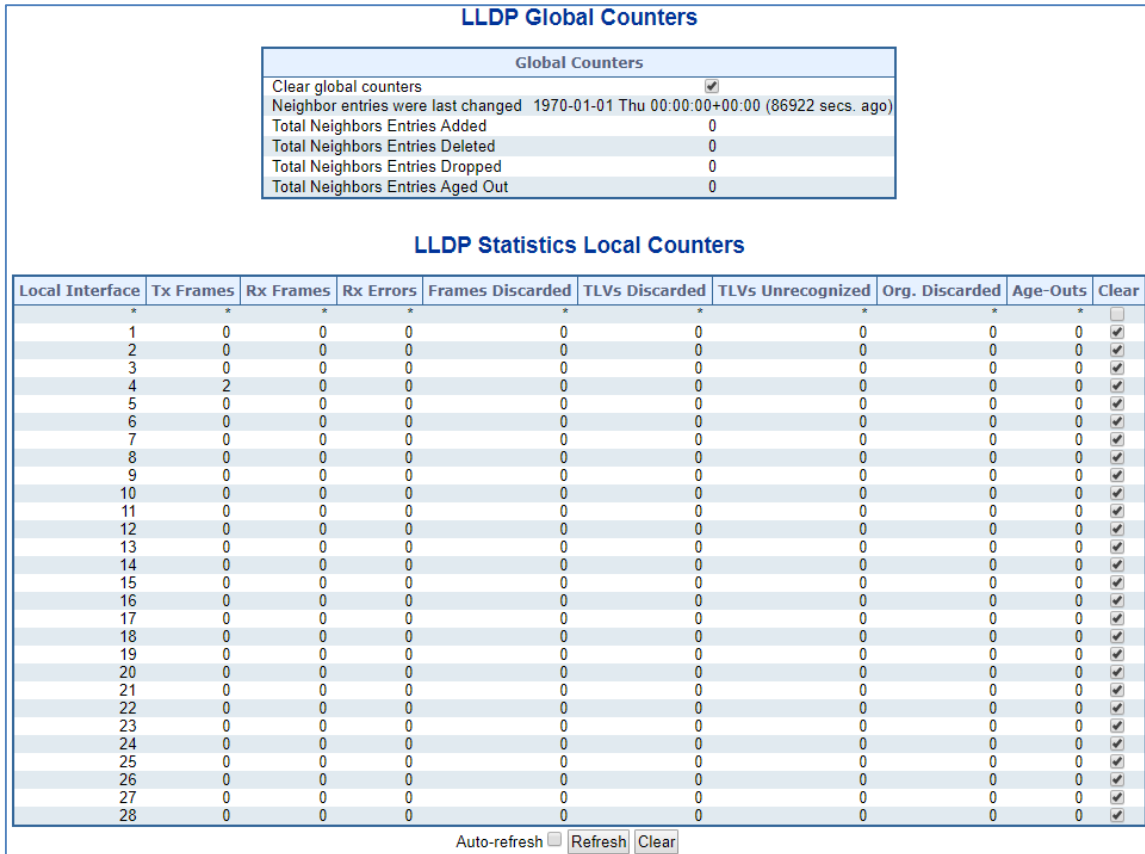 LLDP Global Counters
Global Counters
Clear global counters
Neighbor entries were last changed 1970-01-01 Thu 00:00:00+00:00 (86922 secs. ago)
Total Neighbors Entries Added 0
Total Neighbors Entries Deleted 0
Total Neighbors Entries Dropped 0
Total Neighbors Entries Aged Out 0
LLDP Statistics Local Counters
Local Interface Tx Frames Rx Frames Rx Errors Frames Discarded TLVs Discarded TLVs Unrecognized Org. Discarded Age-Outs Clear
* * * * * * * * *
1 0 0 0 0 0 0 0 0
2 0 0 0 0 0 0 0 0
3 0 0 0 0 0 0 0 0
4 2 0 0 0 0 0 0 0
5 0 0 0 0 0 0 0 0
6 0 0 0 0 0 0 0 0
7 0 0 0 0 0 0 0 0
8 0 0 0 0 0 0 0 0
9 0 0 0 0 0 0 0 0
10 0 0 0 0 0 0 0 0
11 0 0 0 0 0 0 0 0
12 0 0 0 0 0 0 0 0
13 0 0 0 0 0 0 0 0
14 0 0 0 0 0 0 0 0
15 0 0 0 0 0 0 0 0
16 0 0 0 0 0 0 0 0
17 0 0 0 0 0 0 0 0
18 0 0 0 0 0 0 0 0
19 0 0 0 0 0 0 0 0
20 0 0 0 0 0 0 0 0
21 0 0 0 0 0 0 0 0
22 0 0 0 0 0 0 0 0
23 0 0 0 0 0 0 0 0
24 0 0 0 0 0 0 0 0
25 0 0 0 0 0 0 0 0
26 0 0 0 0 0 0 0 0
27 0 0 0 0 0 0 0 0
28 0 0 0 0 0 0 0 0
Auto-refresh Refresh Clear